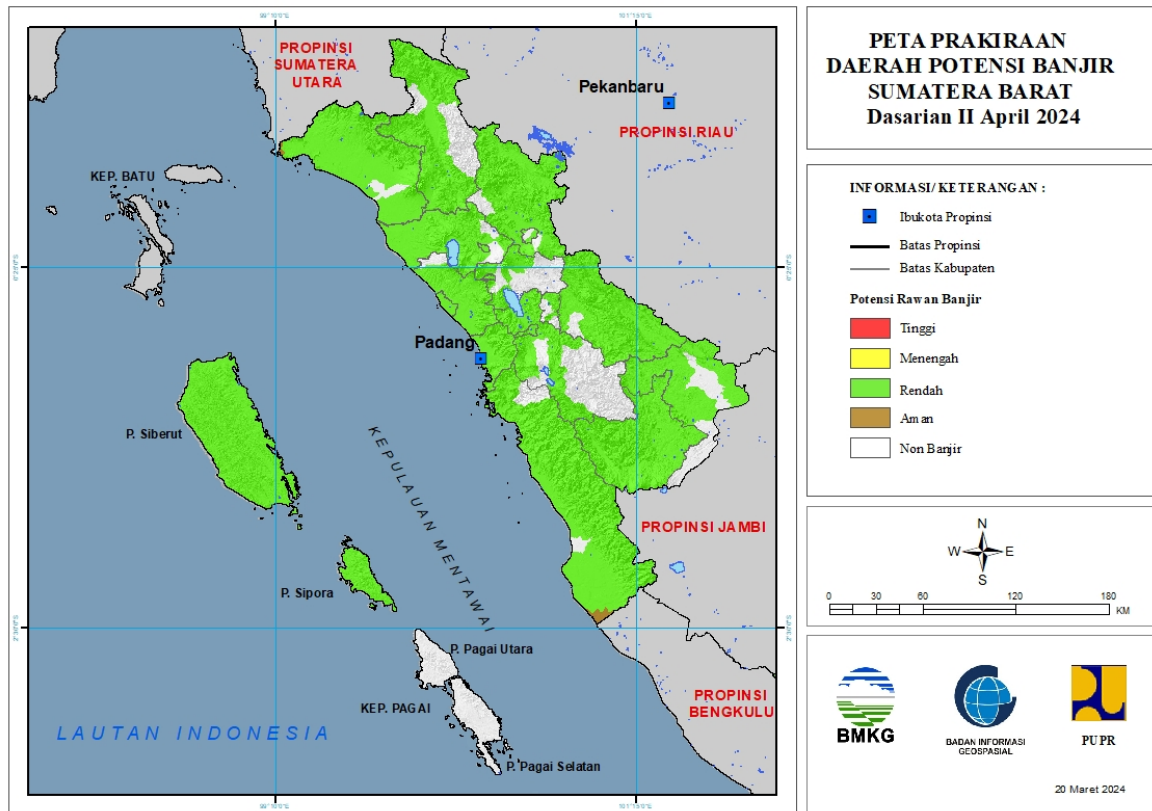 PETA PRAKIRAAN
DAERAH POTENSI BANJIR
SUMATERA BARAT
Dasarian II April 2024
INFORMASI/ KETERANGAN :
Ibukota Propinsi
Batas Propinsi
Batas Kabupaten
Potensi Rawan Banjir
Tinggi
Menengah
Rendah
Aman
Non Banjir
N
W E
S
0 30 60 120 180
KM
BMKG
BADAN INFORMASI
GEOSPASIAL
PUPR
20 Maret 2024
PROPINSI
SUMATERA
UTARA
Pekanbaru
PROPINSI RIAU
KEP. BATU
Padang
P. Siberut
KEPULAUAN MENTAWAI
PROPINSI JAMBI
P. Sipora
P. Pagai Utara
KEP. PAGAI
PROPINSI
BENGKULU
LAUTAN INDONESIA
P. Pagai Selatan